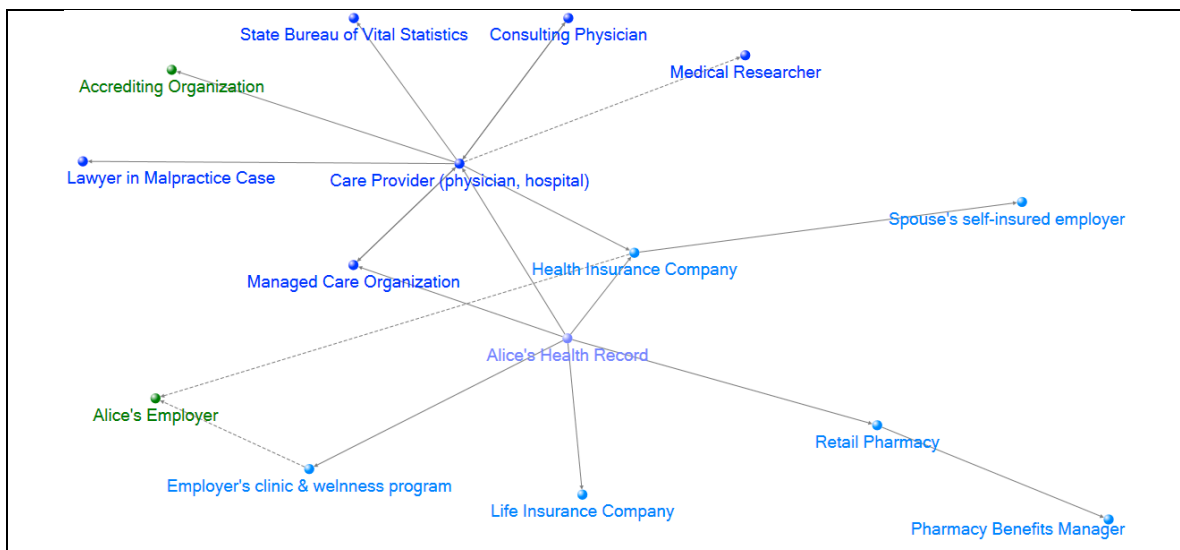 State Bureau of Vital Statistics
Consulting Physician
Medical Researcher
Accrediting Organization
Lawyer in Malpractice Case
Care Provider (physician, hospital)
Spouse's self-insured employer
Health Insurance Company
Managed Care Organization
Alice's Health Record
Alice's Employer
Retail Pharmacy
Employer's clinic & welnness program
Life Insurance Company
Pharmacy Benefits Manager